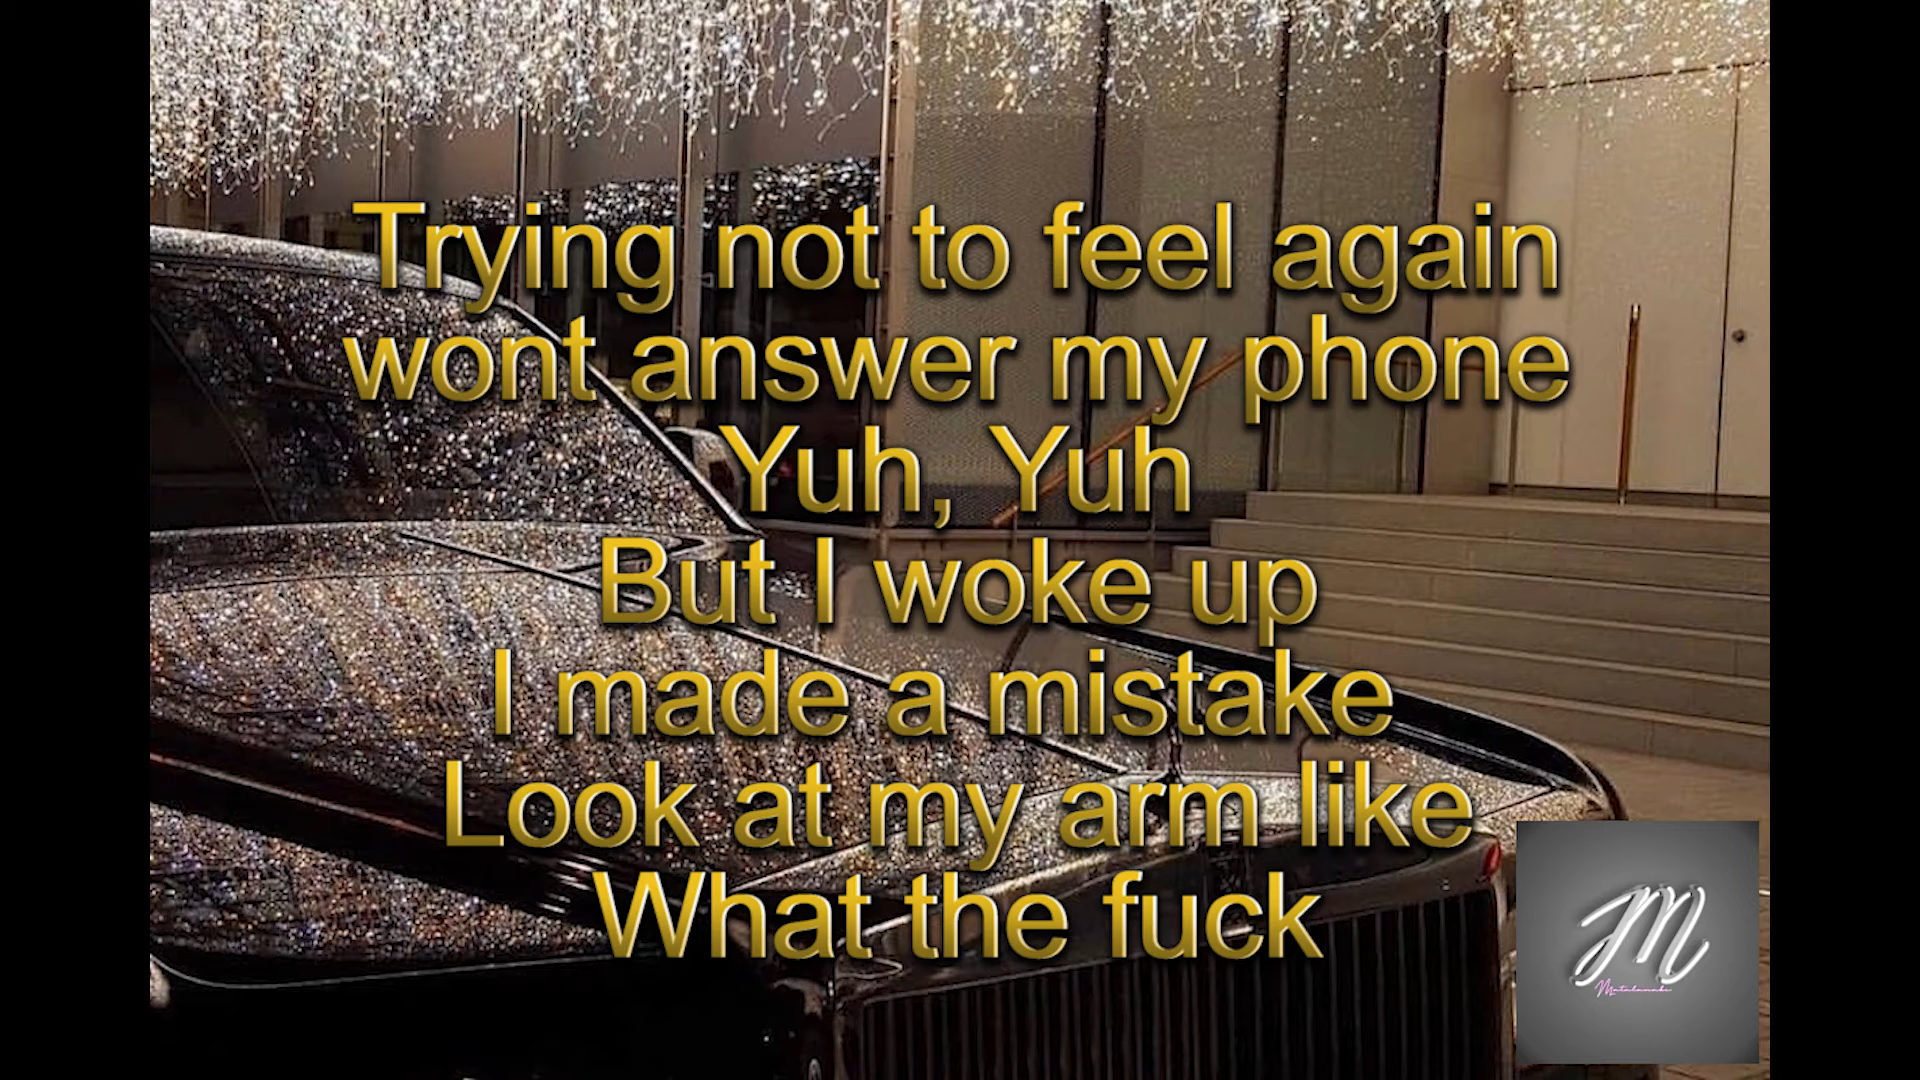 Trying not to feel again
wont answer my phone
Yuh, Yuh
But I woke up
I made a mistake
Look at my arm like
What the fuck
M